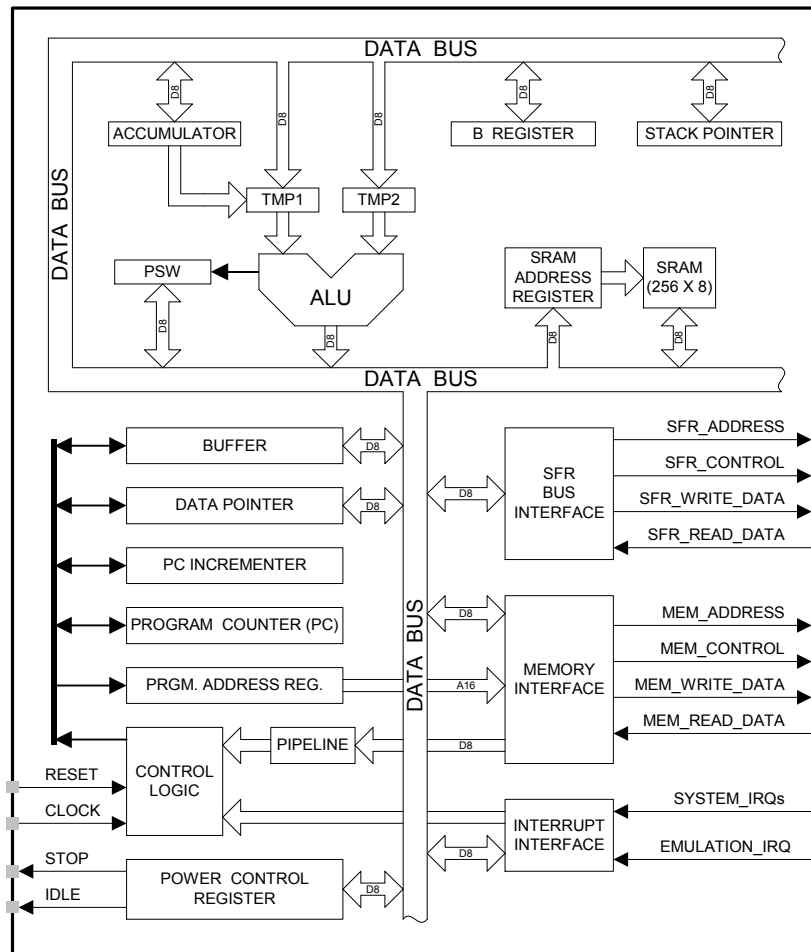 DATA BUS
D8
D8
D8
D8
D8
ACCUMULATOR
B REGISTER
STACK POINTER
DATA BUS
TMP1
TMP2
PSW
ALU
SRAM
ADDRESS
REGISTER
SRAM
(256 X 8)
D8
D8
D8
D8
DATA BUS
BUFFER
D8
DATA POINTER
D8
PC INCREMENTER
PROGRAM COUNTER (PC)
PRGM. ADDRESS REG.
A16
DATA BUS
D8
SFR
BUS
INTERFACE
SFR_ADDRESS
SFR_CONTROL
SFR_WRITE_DATA
SFR_READ_DATA
D8
MEMORY
INTERFACE
MEM_ADDRESS
MEM_CONTROL
MEM_WRITE_DATA
MEM_READ_DATA
PIPELINE
D8
RESET
CLOCK
CONTROL
LOGIC
INTERRUPT
INTERFACE
SYSTEM_IRQs
EMULATION_IRQ
D8
STOP
IDLE
POWER CONTROL
REGISTER
D8